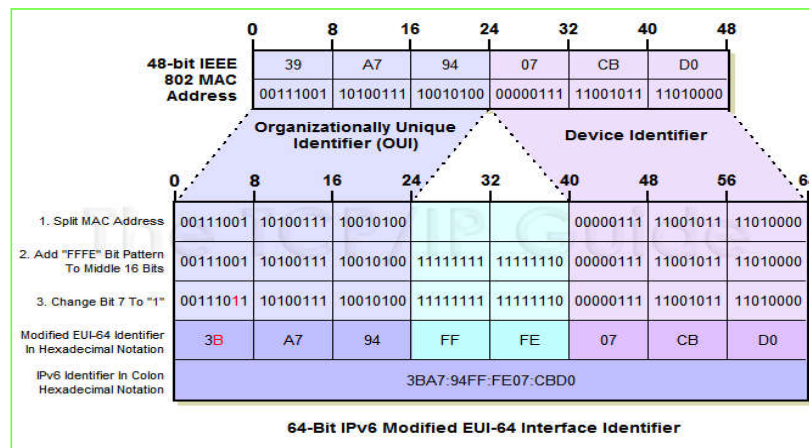 0 8 16 24 32 40 48
48-bit IEEE
802 MAC
Address
39 A7 94 07 CB D0
00111001 10100111 10010100 00000111 11001011 11010000
Organizationally Unique
Identifier (OUI)
Device Identifier
0 8 16 24 32 40 48 56 6
The TCP/IP Guide
1. Split MAC Address
00111001 10100111 10010100 00000111 11001011 11010000
2. Add "FFFE" Bit Pattern
To Middle 16 Bits
00111001 10100111 10010100 11111111 11111110 00000111 11001011 11010000
3. Change Bit 7 To "1"
00111011 10100111 10010100 11111111 11111110 00000111 11001011 11010000
Modified EUI-64 Identifier
In Hexadecimal Notation
3B A7 94 FF FE 07 CB D0
IPv6 Identifier In Colon
Hexadecimal Notation
3BA7:94FF:FE07:CBD0
64-Bit IPv6 Modified EUI-64 Interface Identifier